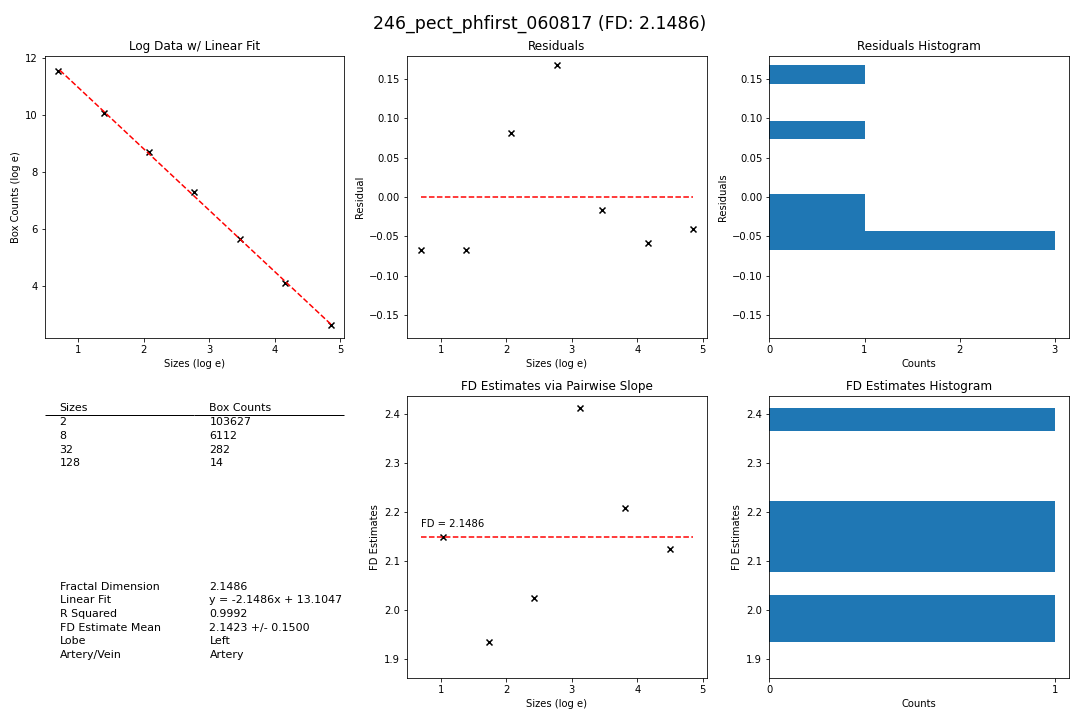 246_pect_phfirst_060817 (FD: 2.1486)
Log Data w/ Linear Fit
12
10
8
6
4
Box Counts (log e)
1 2 3 4 5
Sizes (log e)
Residuals
0.15
0.10
0.05
0.00
−0.05
−0.10
−0.15
Residual
1 2 3 4 5
Sizes (log e)
Residuals Histogram
0.15
0.10
0.05
0.00
−0.05
−0.10
−0.15
Residuals
0 1 2 3
Counts
Sizes Box Counts
2 103627
8 6112
32 282
128 14
Fractal Dimension 2.1486
Linear Fit y = -2.1486x + 13.1047
R Squared 0.9992
FD Estimate Mean 2.1423 +/- 0.1500
Lobe Left
Artery/Vein Artery
FD Estimates via Pairwise Slope
2.4
2.3
2.2
2.1
2.0
1.9
FD Estimates
FD = 2.1486
1 2 3 4 5
Sizes (log e)
FD Estimates Histogram
2.4
2.3
2.2
2.1
2.0
1.9
FD Estimates
0 1
Counts